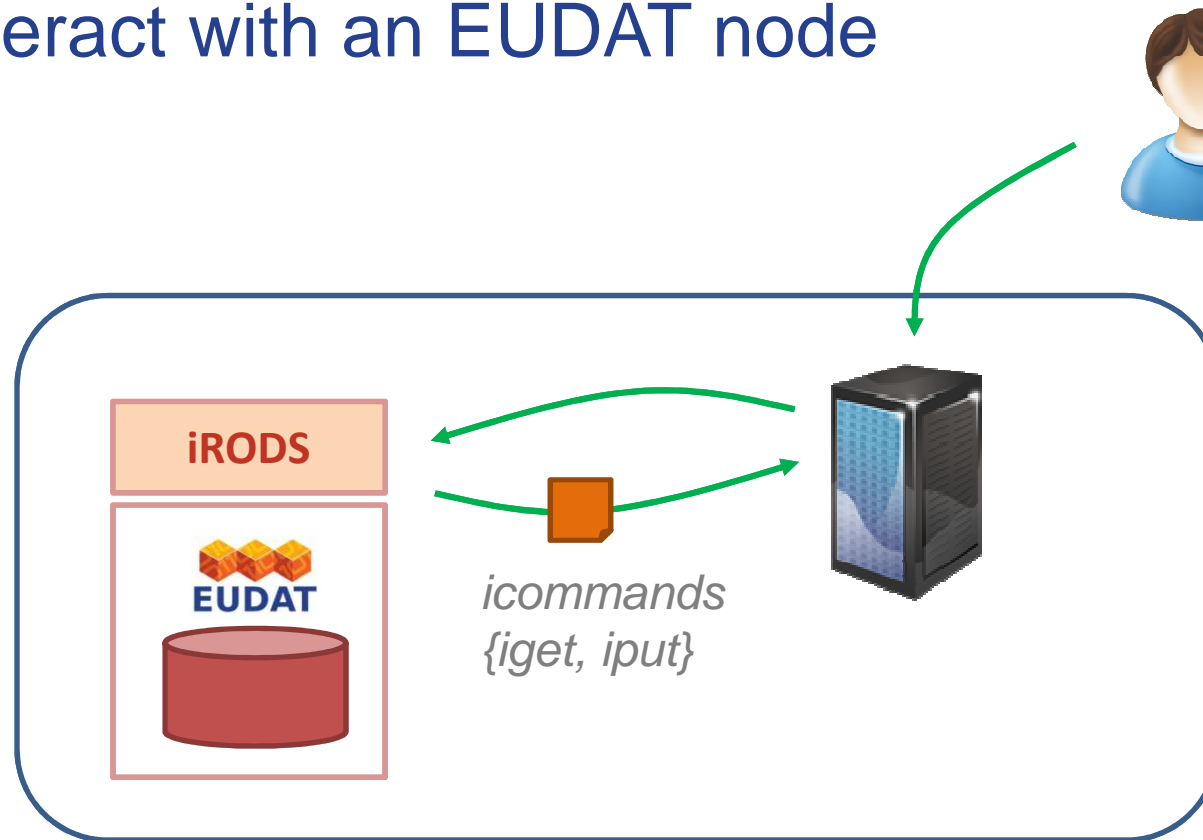 eract with an EUDAT node
iRODS
EUDAT
icommands
{iget, iput}